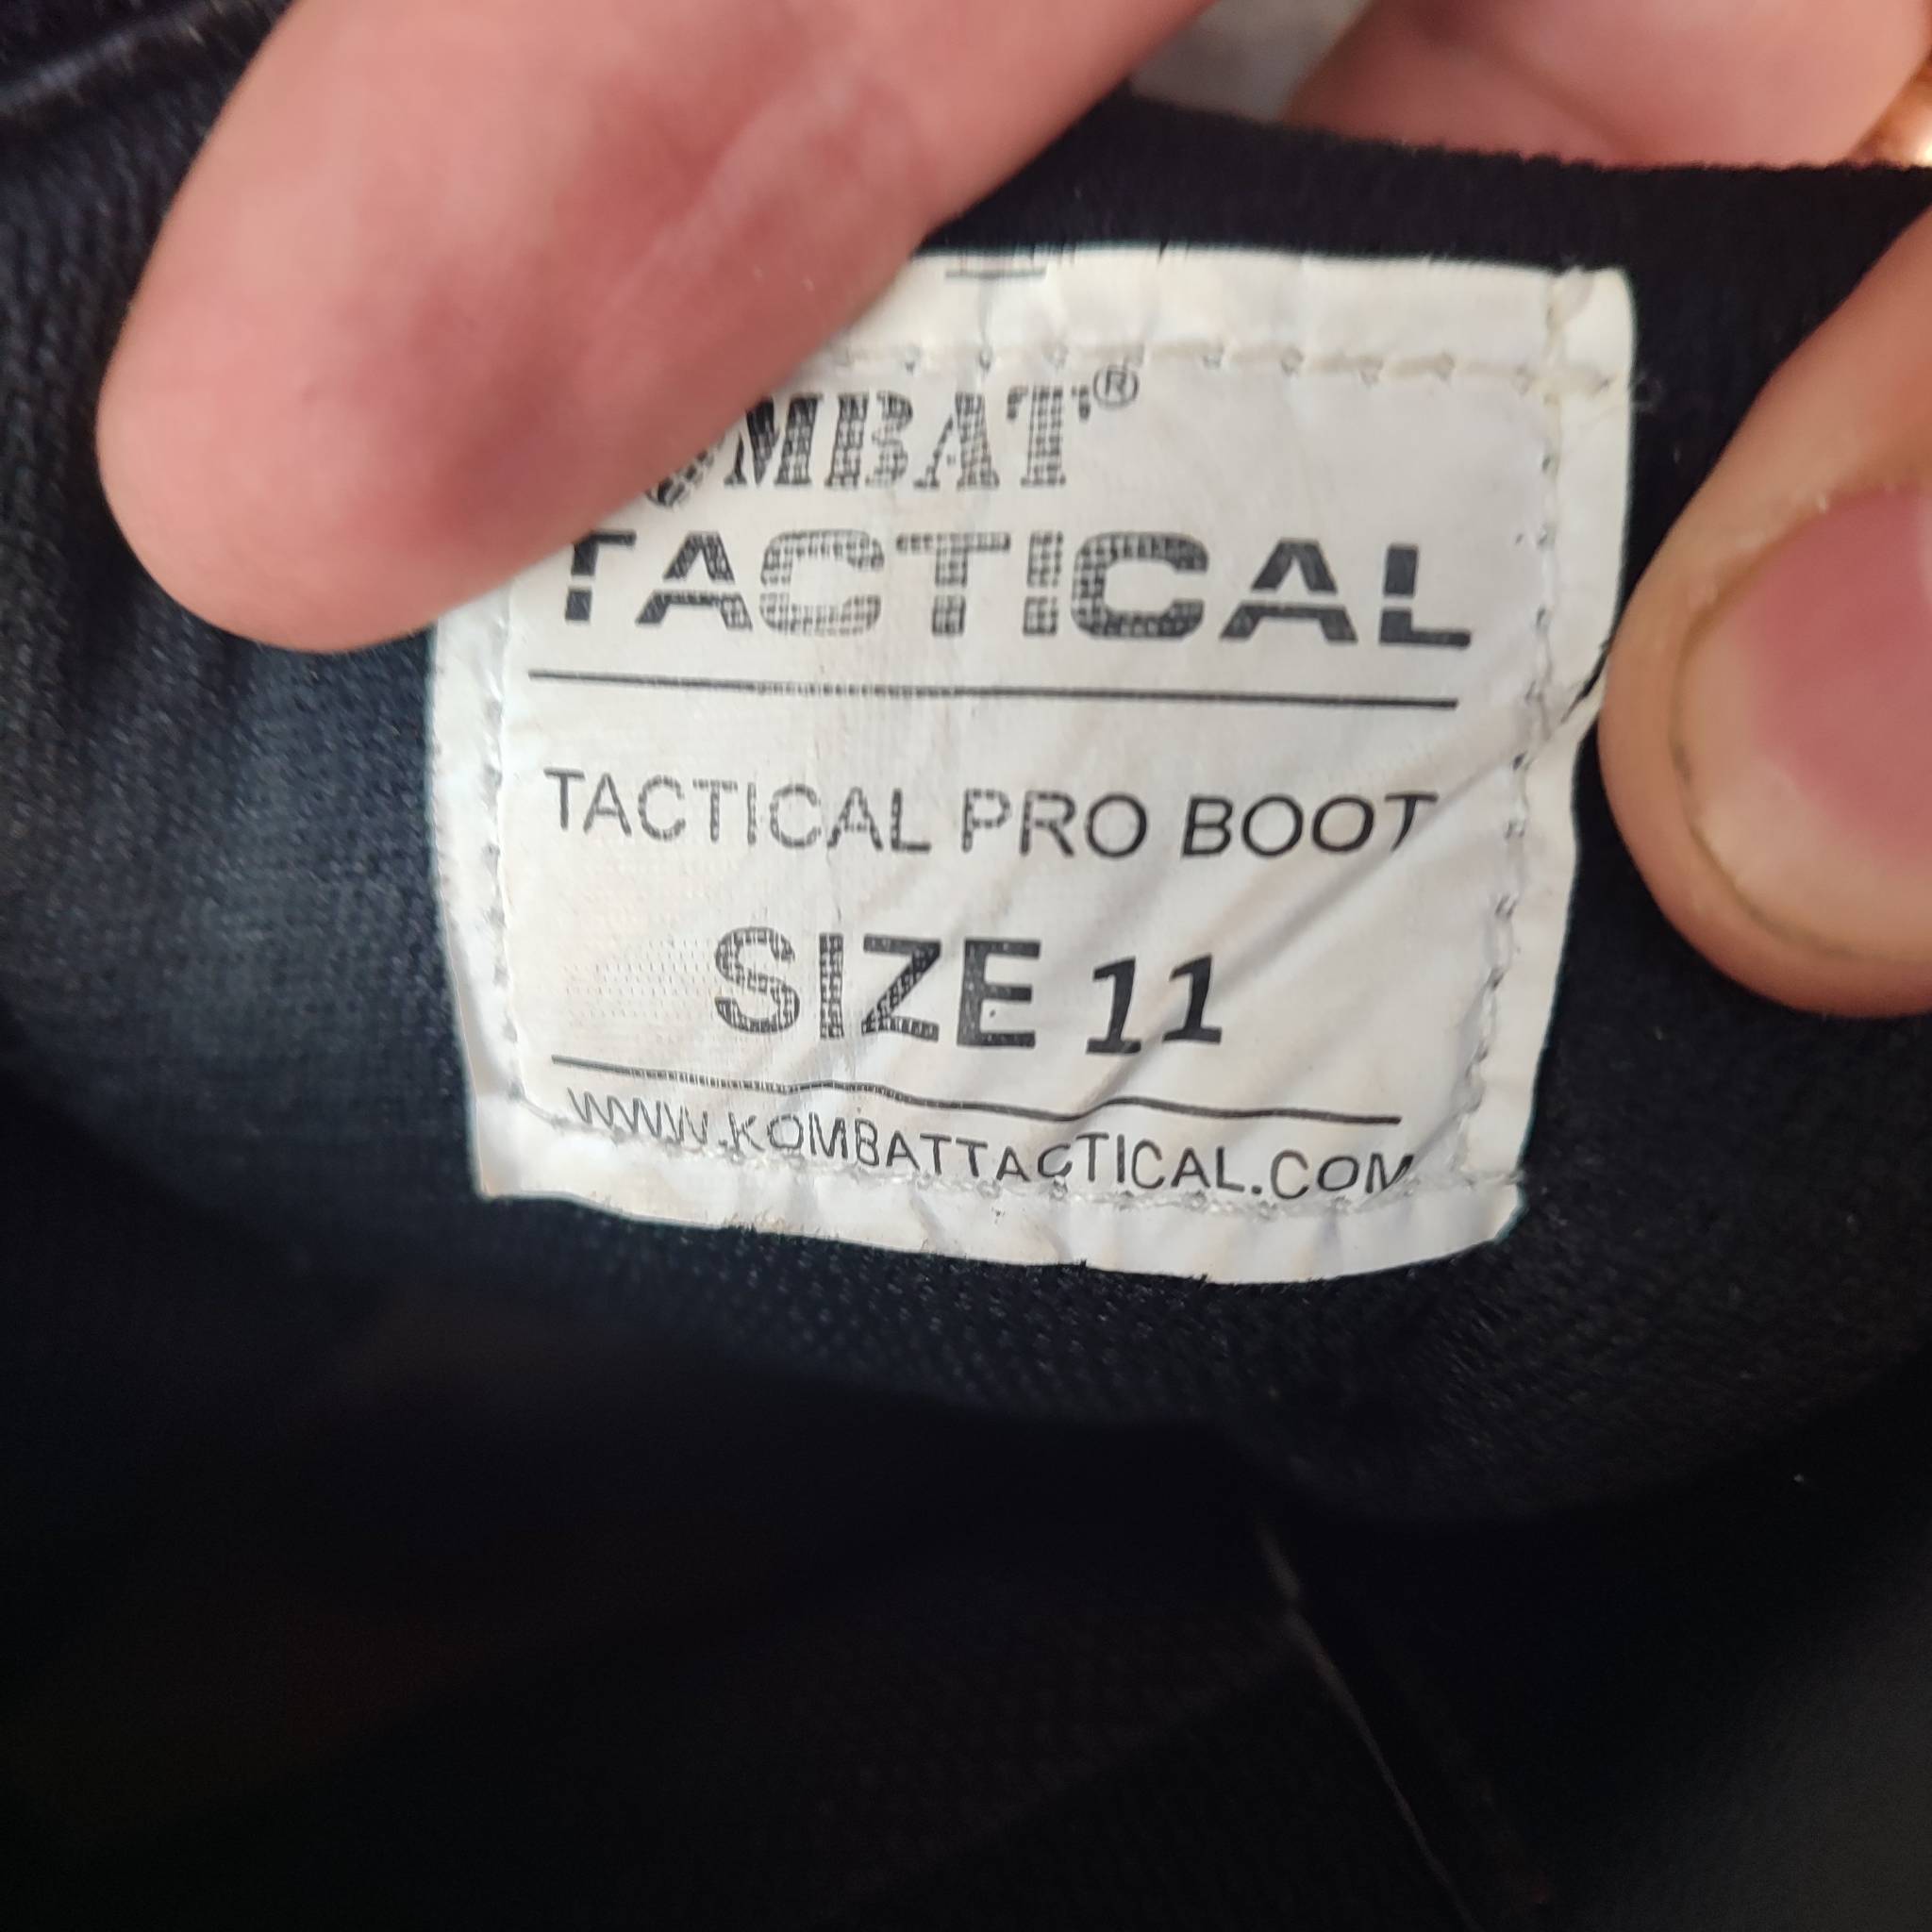 OMBAT®
TACTICAL
TACTICAL PRO BOOT
SIZE 11
WWW.KOMBATTACTICAL.COM